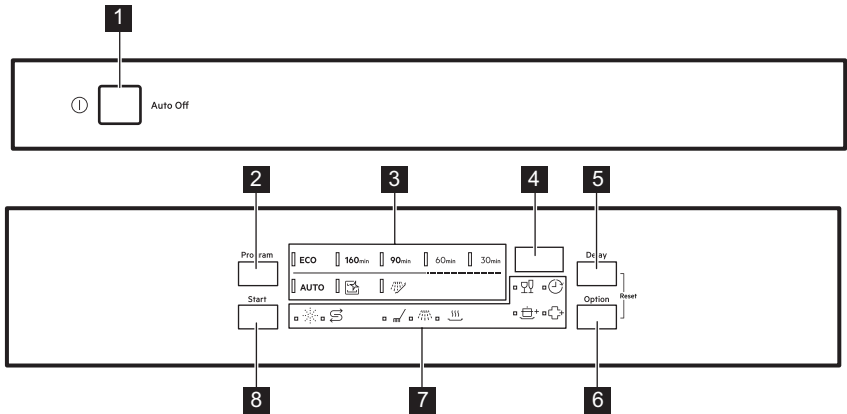 1
Auto Off
2 3 4 5
Program Delay
ECO 160min 90min 60min 30min
AUTO
Start Option Reset
8 7 6